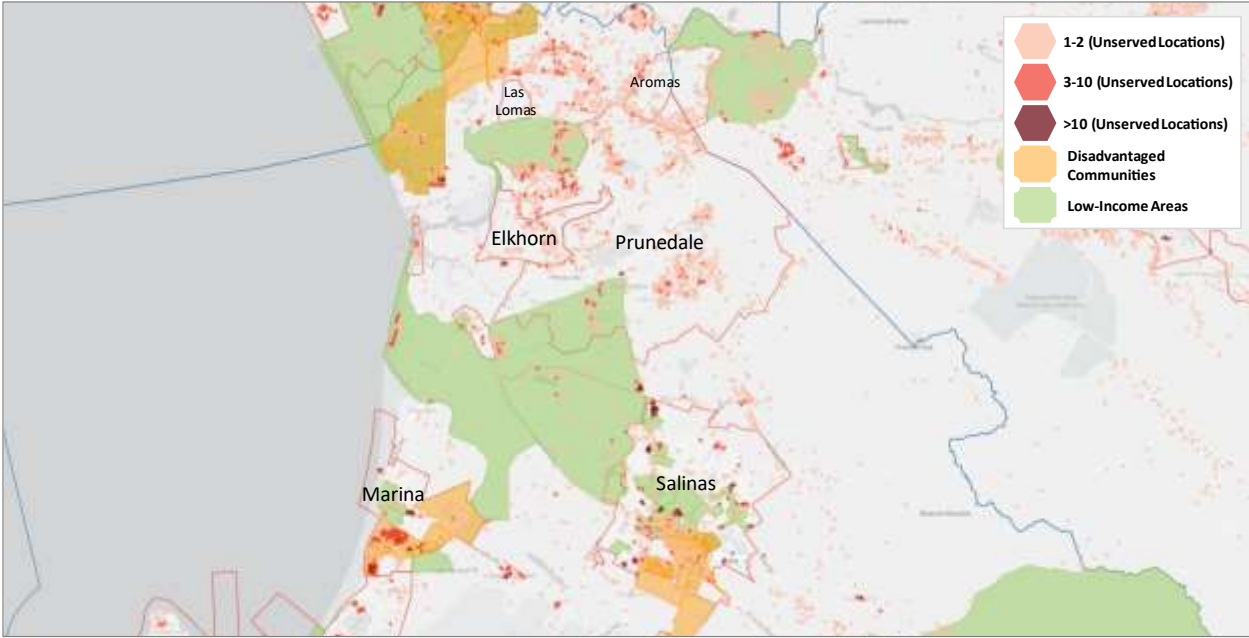 1-2 (Unserved Locations)
3-10 (Unserved Locations)
>10 (Unserved Locations)
Disadvantaged
Communities
Low-Income Areas
Las
Lomas
Aromas
Elkhorn
Prunedale
Marina
Salinas